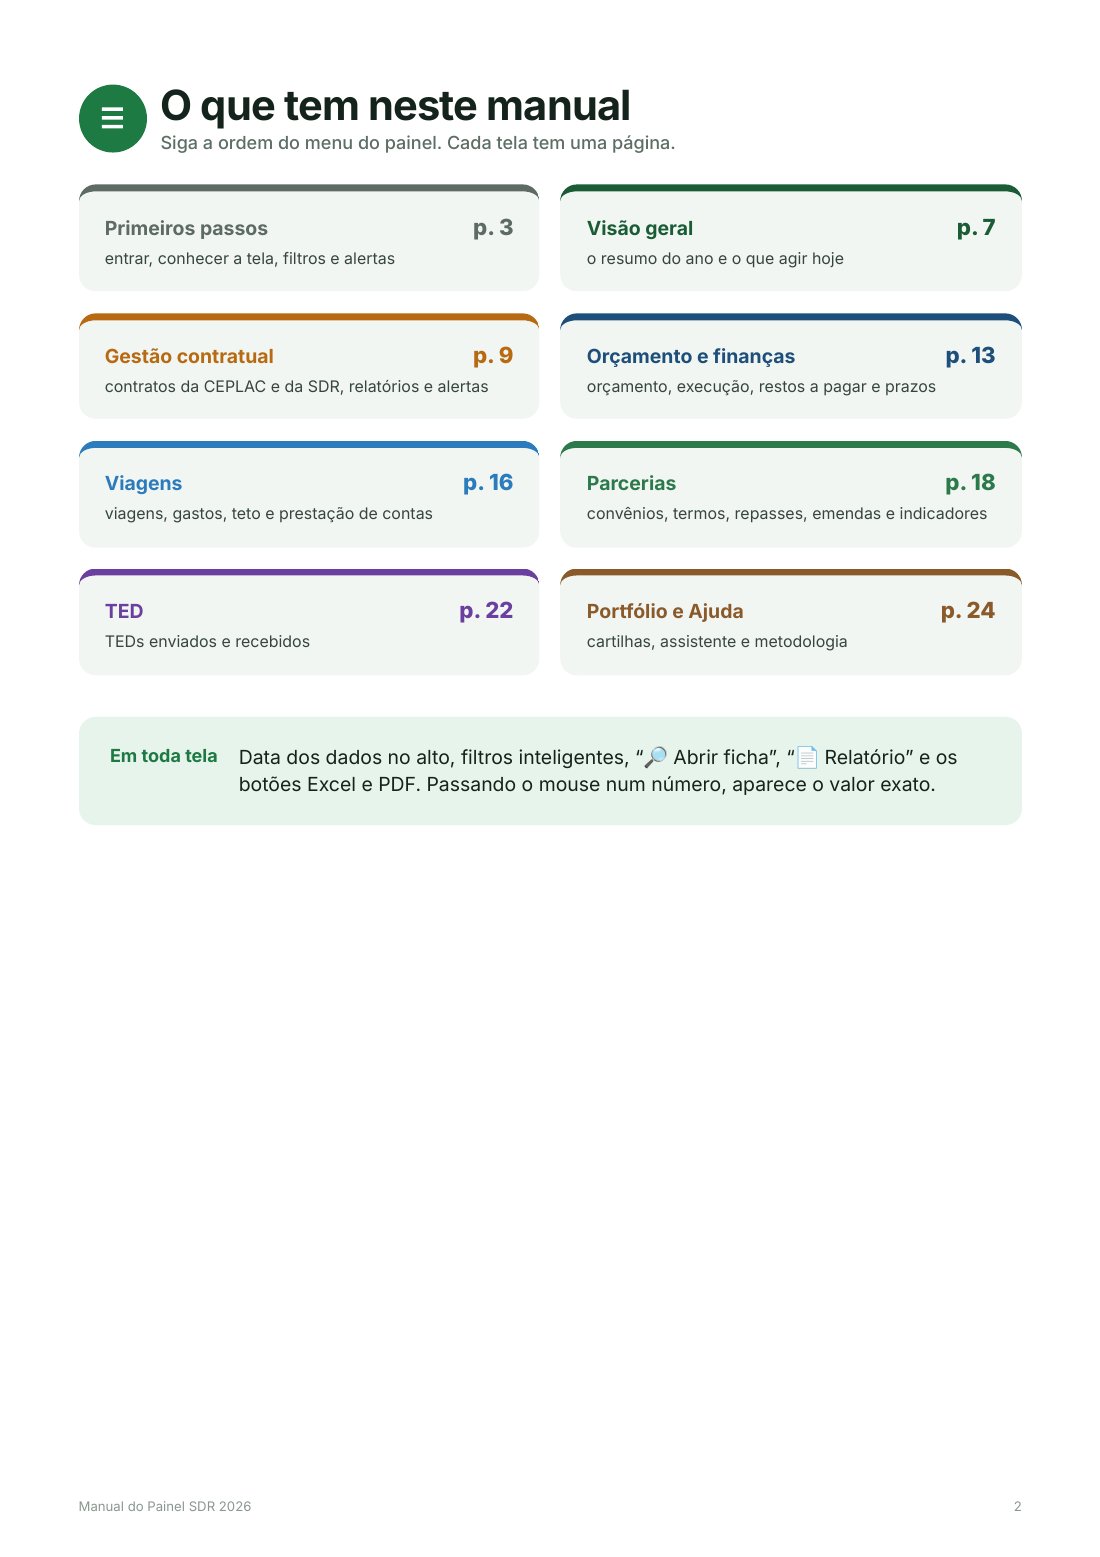 O que tem neste manual
Siga a ordem do menu do painel. Cada tela tem uma página.
Primeiros passos p. 3
entrar, conhecer a tela, filtros e alertas
Visão geral p. 7
o resumo do ano e o que agir hoje
Gestão contratual p. 9
contratos da CEPLAC e da SDR, relatórios e alertas
Orçamento e finanças p. 13
orçamento, execução, restos a pagar e prazos
Viagens p. 16
viagens, gastos, teto e prestação de contas
Parcerias p. 18
convênios, termos, repasses, emendas e indicadores
TED p. 22
TEDs enviados e recebidos
Portfólio e Ajuda p. 24
cartilhas, assistente e metodologia
Em toda tela Data dos dados no alto, filtros inteligentes, “🔎 Abrir ficha”, “📄 Relatório” e os
botões Excel e PDF. Passando o mouse num número, aparece o valor exato.
Manual do Painel SDR 2026 2